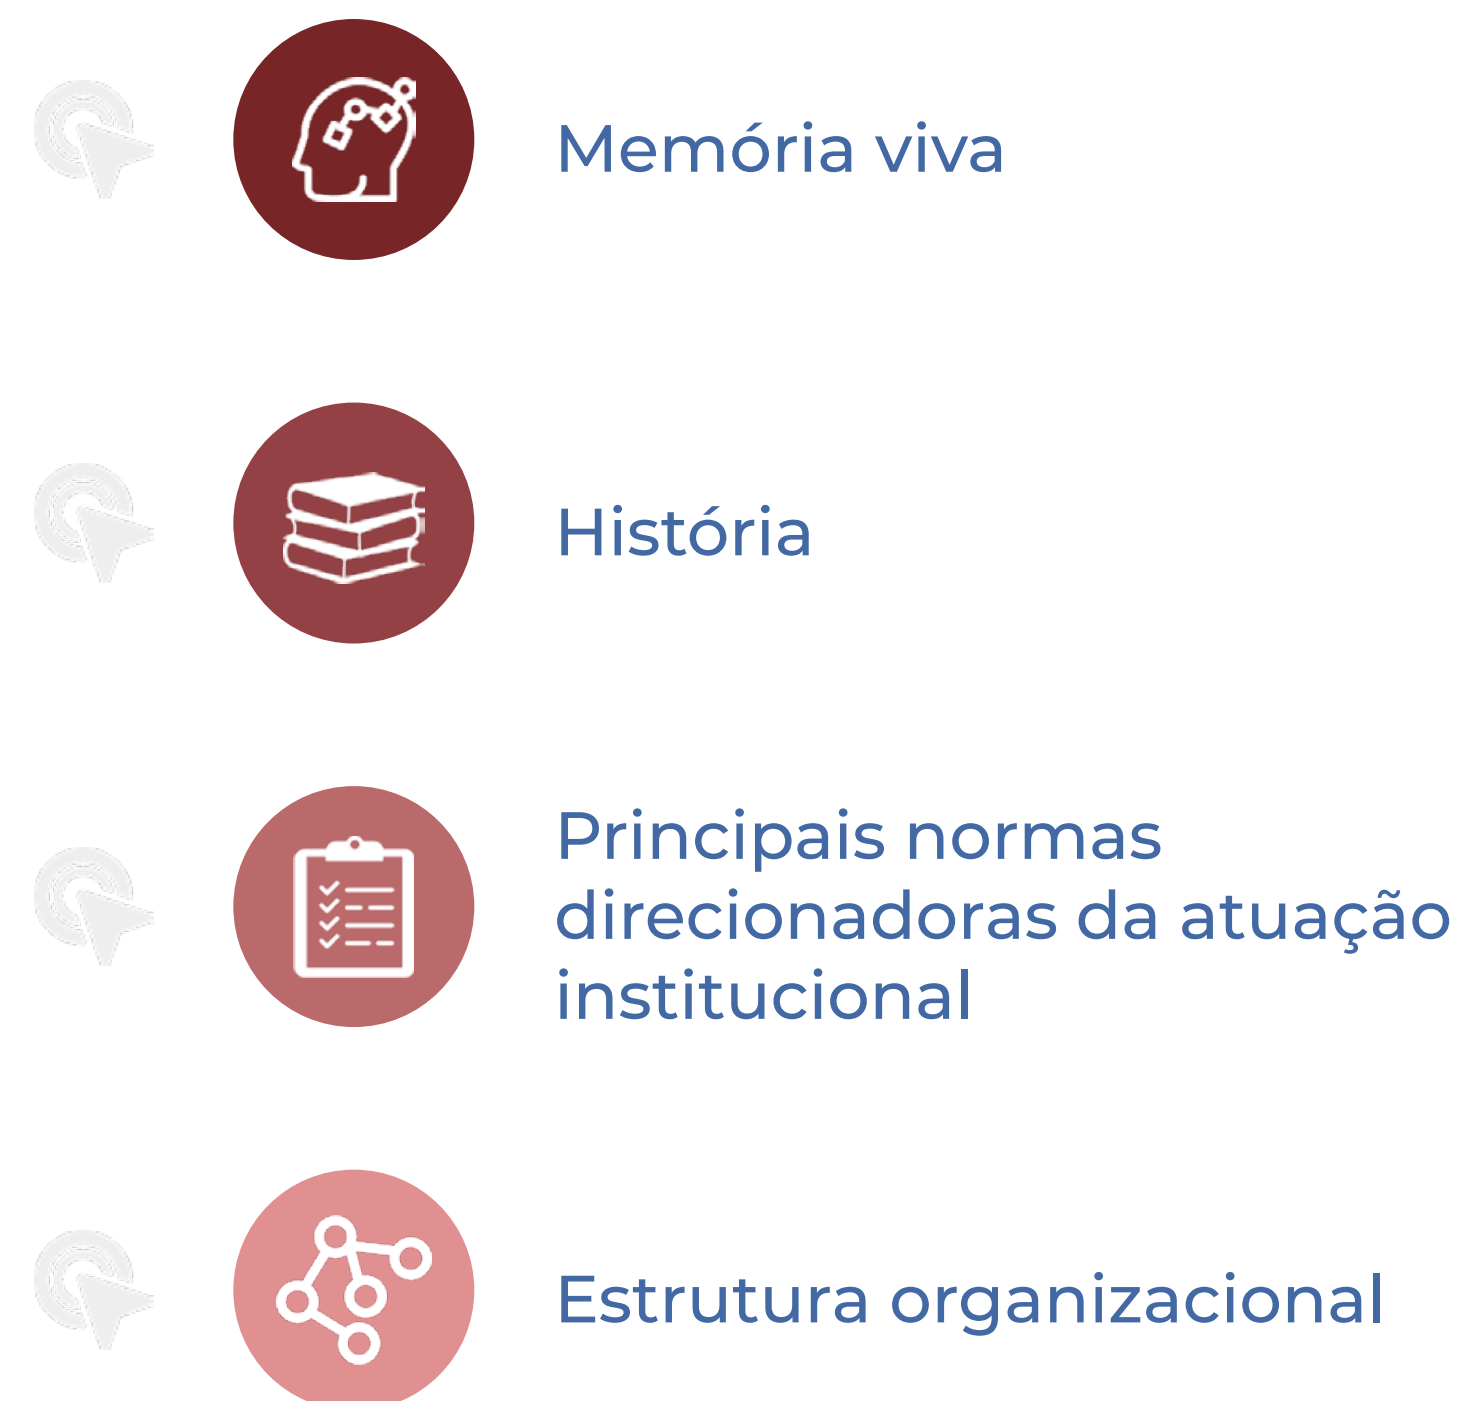 Memória viva
História
Principais normas
direcionadoras da atuação
institucional
Estrutura organizacional